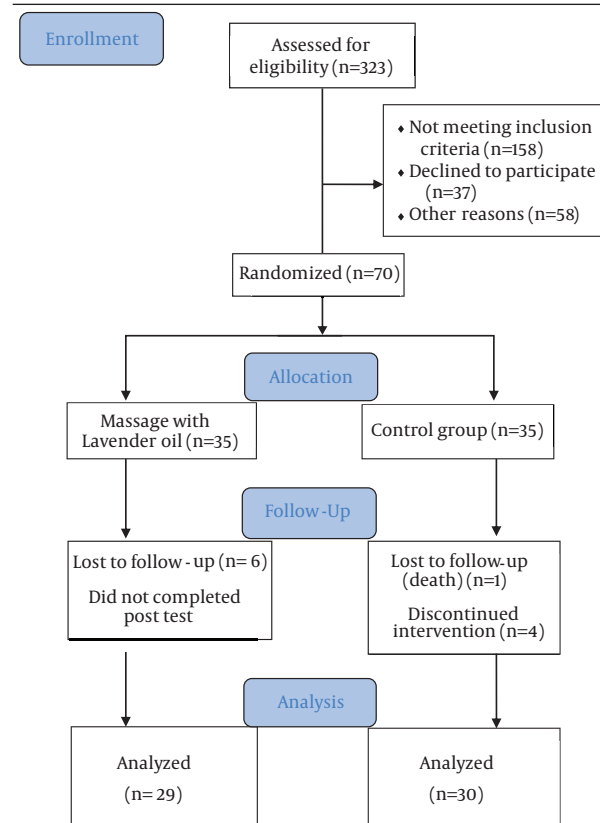 Enrollment
Assessed for
eligibility (n=323)
♦ Not meeting inclusion
criteria (n=158)
♦ Declined to participate
(n=37)
♦ Other reasons (n=58)
Randomized (n=70)
Allocation
Massage with
Lavender oil (n=35)
Control group (n=35)
Follow-Up
Lost to follow - up (n= 6)
Did not completed
post test
Lost to follow-up
(death) (n=1)
Discontinued
intervention (n=4)
Analysis
Analyzed
(n= 29)
Analyzed
(n=30)